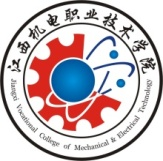 江西机电职业技术学院
Jiangxi Vocational College of Mechanical & Electrical Technology